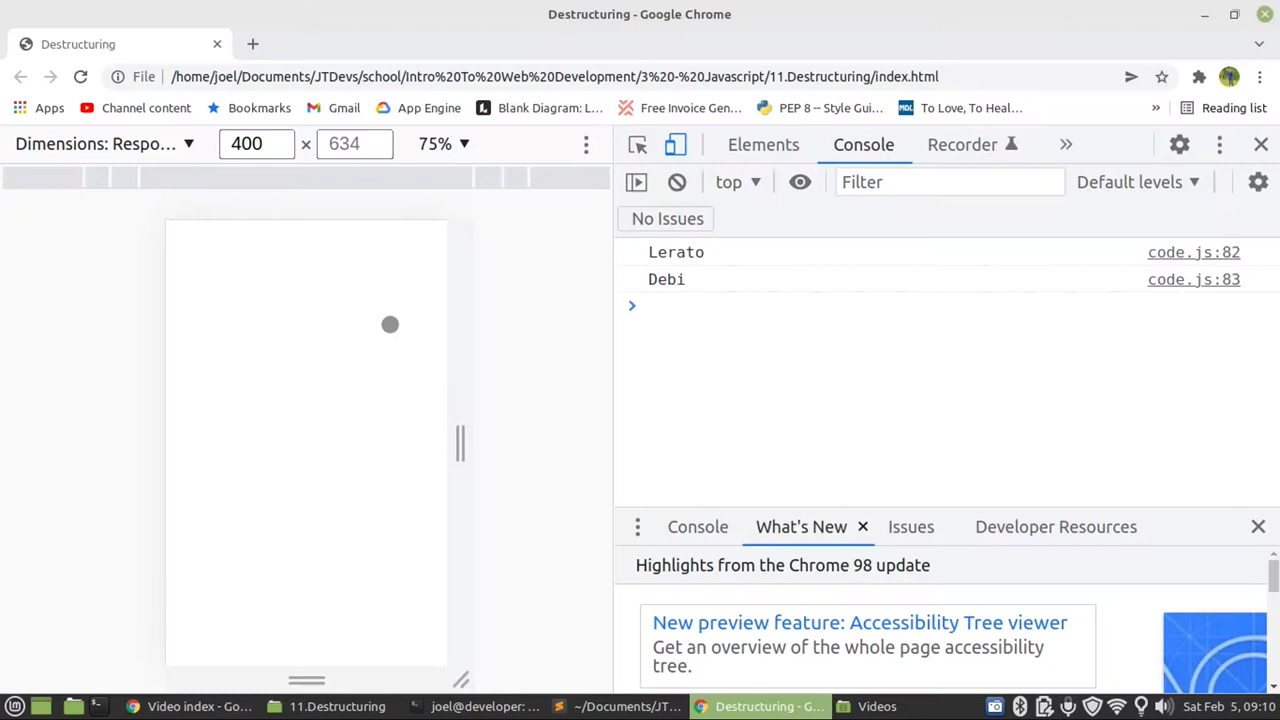 Destructuring - Google Chrome
Destructuring
File /home/joel/Documents/JTDevs/school/Intro%20To%20Web%20Development/3%20-%20Javascript/11.Destructuring/index.html
Apps Channel content Bookmarks Gmail App Engine Blank Diagram: L... Free Invoice Gen... PEP 8 -- Style Gui... MDL To Love, To Heal... » Reading list
Dimensions: Respo... 400 × 634 75%
Elements Console Recorder »
top Filter Default levels
No Issues
Lerato code.js:82
Debi code.js:83
Console What's New Issues Developer Resources
Highlights from the Chrome 98 update
New preview feature: Accessibility Tree viewer
Get an overview of the whole page accessibility
tree.
Video index - Go... 11.Destructuring joel@developer: ... ~/Documents/JT... Destructuring - G... Videos Sat Feb 5, 09:10